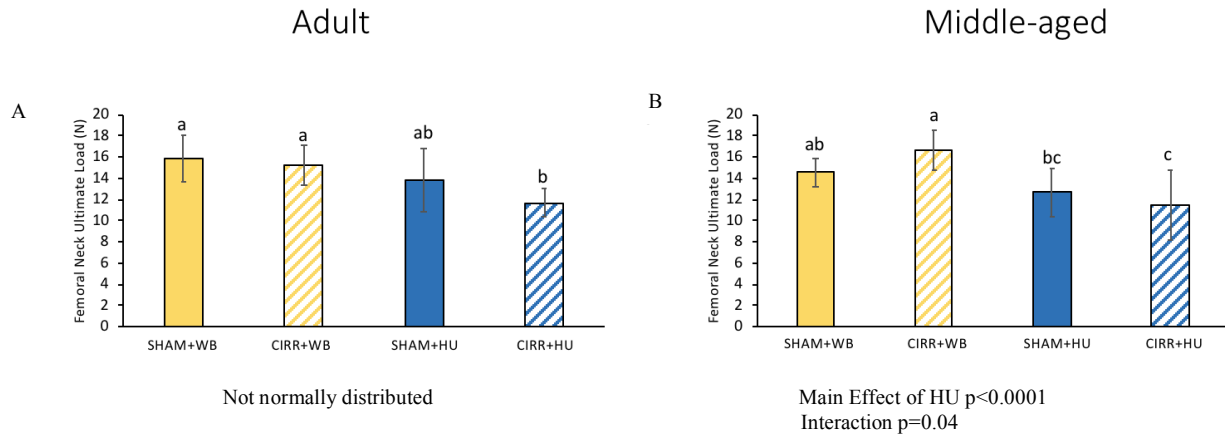 Adult
Middle-aged
A
Femoral Neck Ultimate Load (N)
20
18
16
14
12
10
8
6
4
2
0
a
a
ab
b
SHAM+WB
CIRR+WB
SHAM+HU
CIRR+HU
Not normally distributed
B
Femoral Neck Ultimate Load (N)
20
18
16
14
12
10
8
6
4
2
0
ab
a
bc
c
SHAM+WB
CIRR+WB
SHAM+HU
CIRR+HU
Main Effect of HU p<0.0001
Interaction p=0.04